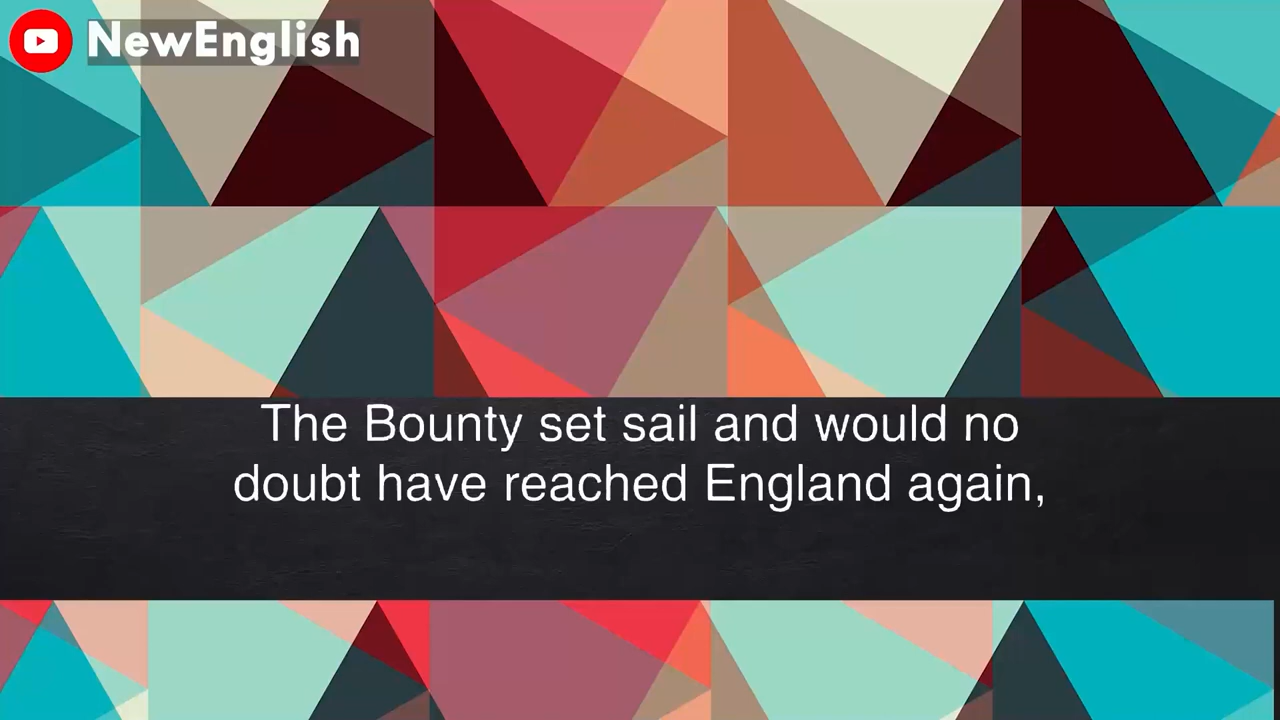 NewEnglish
The Bounty set sail and would no
doubt have reached England again,